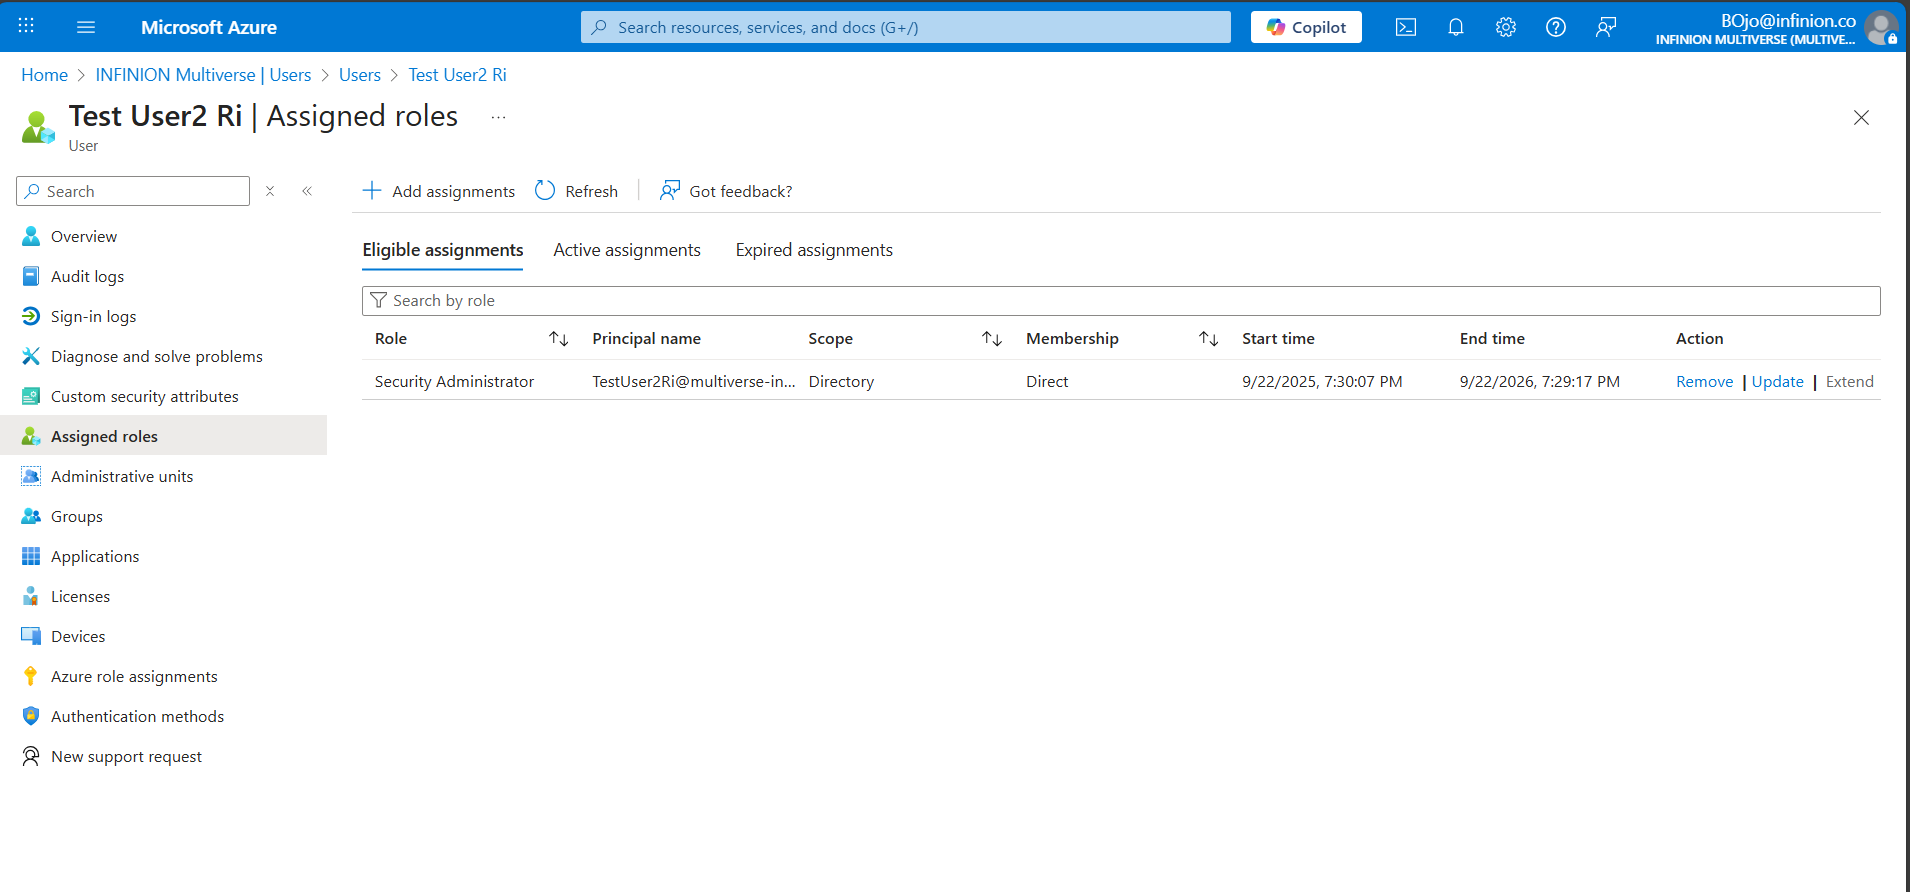 Microsoft Azure
Search resources, services, and docs (G+/)
Copilot
BOjo@infinion.co
INFINION MULTIVERSE (MULTIVE...
Home > INFINION Multiverse | Users > Users > Test User2 Ri
Test User2 Ri | Assigned roles ...
User
Search
Overview
Audit logs
Sign-in logs
Diagnose and solve problems
Custom security attributes
Assigned roles
Administrative units
Groups
Applications
Licenses
Devices
Azure role assignments
Authentication methods
New support request
Add assignments Refresh | Got feedback?
Eligible assignments Active assignments Expired assignments
Search by role
Role Principal name Scope Membership Start time End time Action
Security Administrator TestUser2Ri@multiverse-in... Directory Direct 9/22/2025, 7:30:07 PM 9/22/2026, 7:29:17 PM Remove | Update | Extend